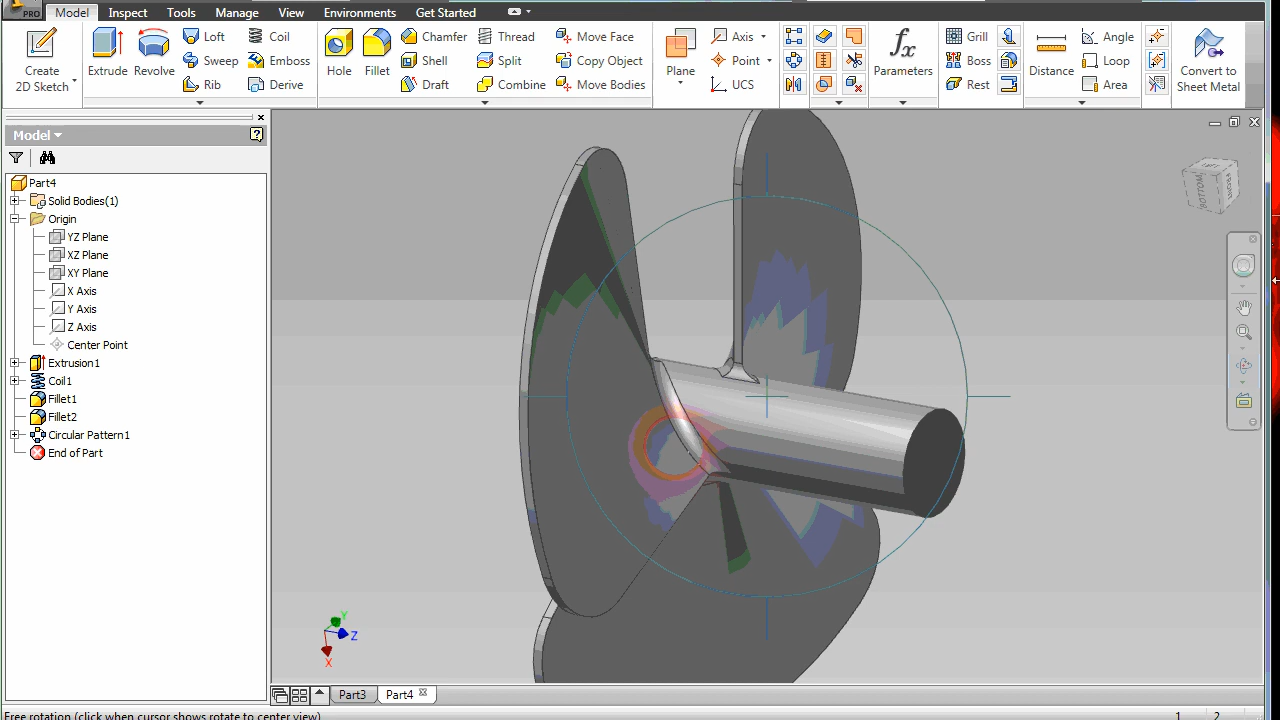 PRO Model Inspect Tools Manage View Environments Get Started
Create 2D Sketch
Extrude
Revolve
Loft
Sweep
Rib
Coil
Emboss
Derive
Hole
Fillet
Chamfer
Shell
Draft
Thread
Split
Combine
Move Face
Copy Object
Move Bodies
Plane
Axis
Point
UCS
fx
Parameters
Grill
Boss
Rest
Distance
Angle
Loop
Area
Convert to
Sheet Metal
Model
Part4
Solid Bodies(1)
Origin
YZ Plane
XZ Plane
XY Plane
X Axis
Y Axis
Z Axis
Center Point
Extrusion1
Coil1
Fillet1
Fillet2
Circular Pattern1
End of Part
BOTTOM
Y
Z
X
Part3 Part4
Free rotation (click when cursor shows rotate to center view) 1 2